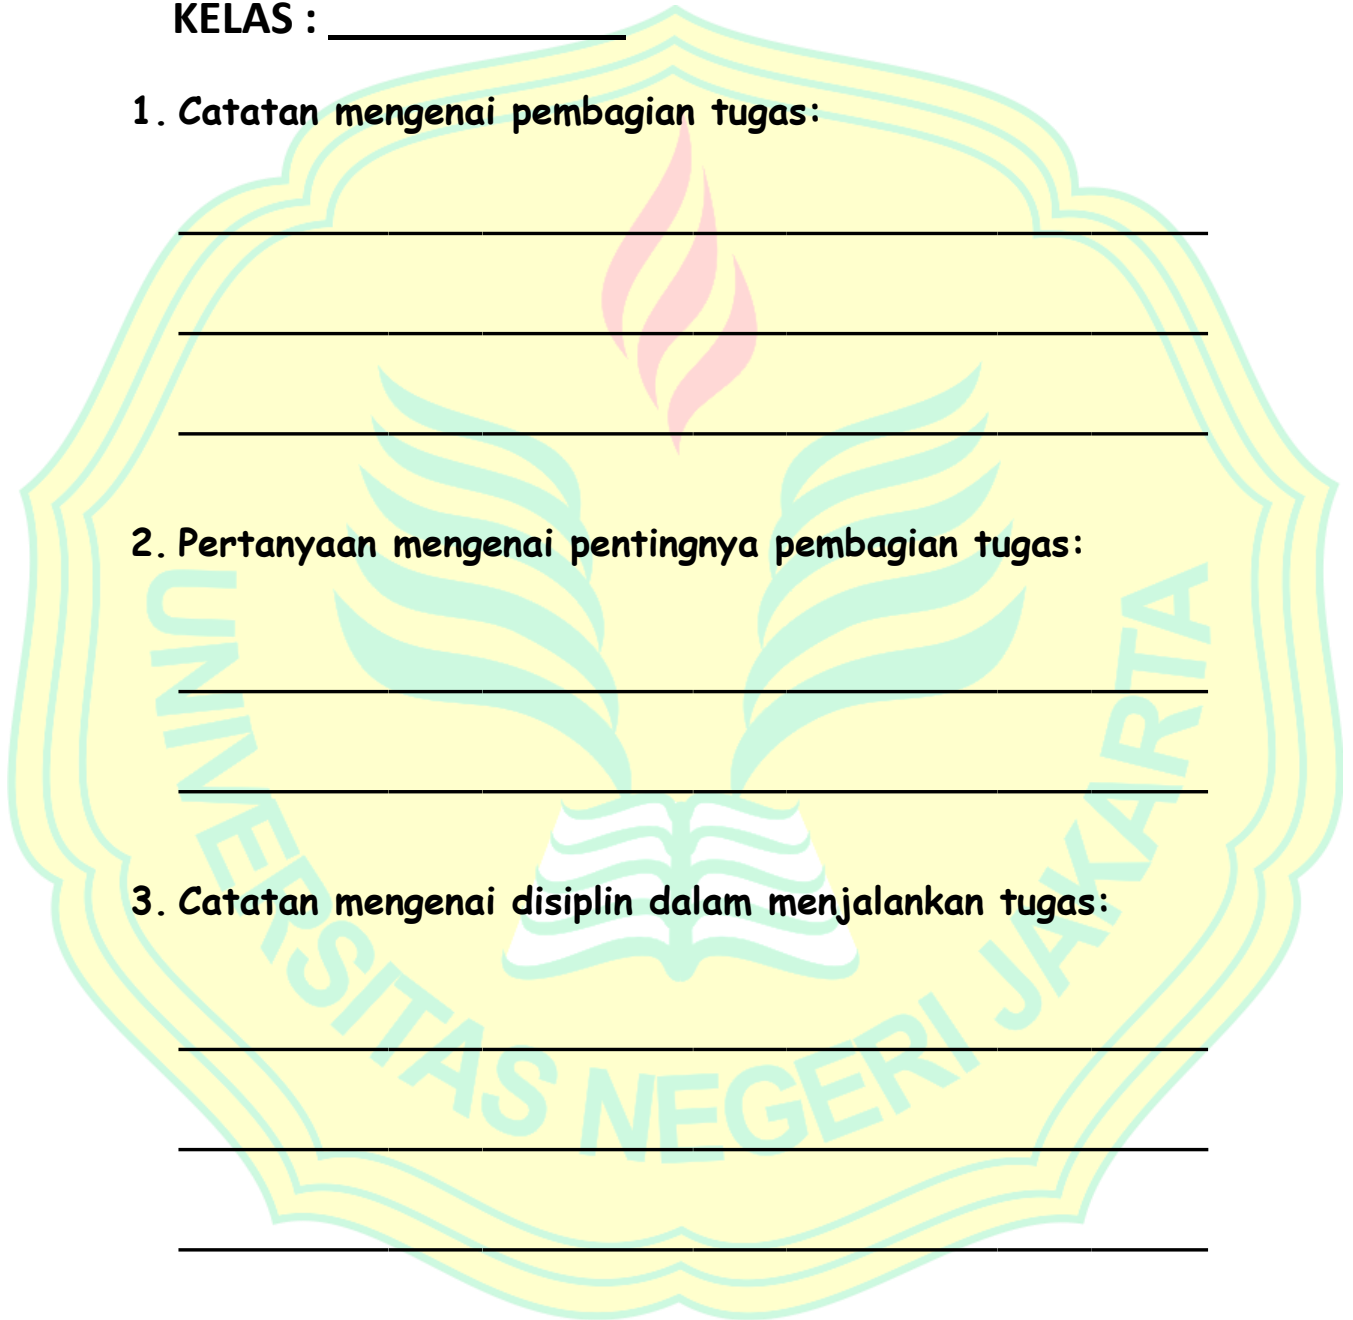 KELAS : ______________
1. Catatan mengenai pembagian tugas:
2. Pertanyaan mengenai pentingnya pembagian tugas:
3. Catatan mengenai disiplin dalam menjalankan tugas:
UNIVERSITAS NEGERI JAKARTA